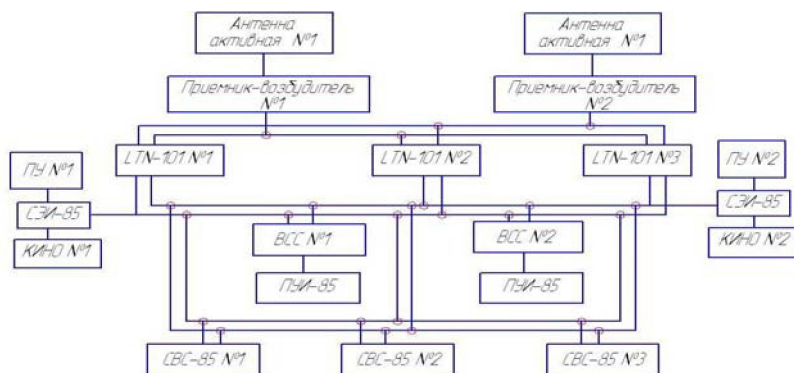 Антенна
активная №1
Антенна
активная №1
Приемник-возбудитель
№1
Приемник-возбудитель
№2
LTN-101 №1
LTN-101 №2
LTN-101 №3
ПУ №1
ПУ №2
СЭИ-85
СЭИ-85
КИНО №1
КИНО №2
ВСС №1
ВСС №2
ПУИ-85
ПУИ-85
СВС-85 №1
СВС-85 №2
СВС-85 №3